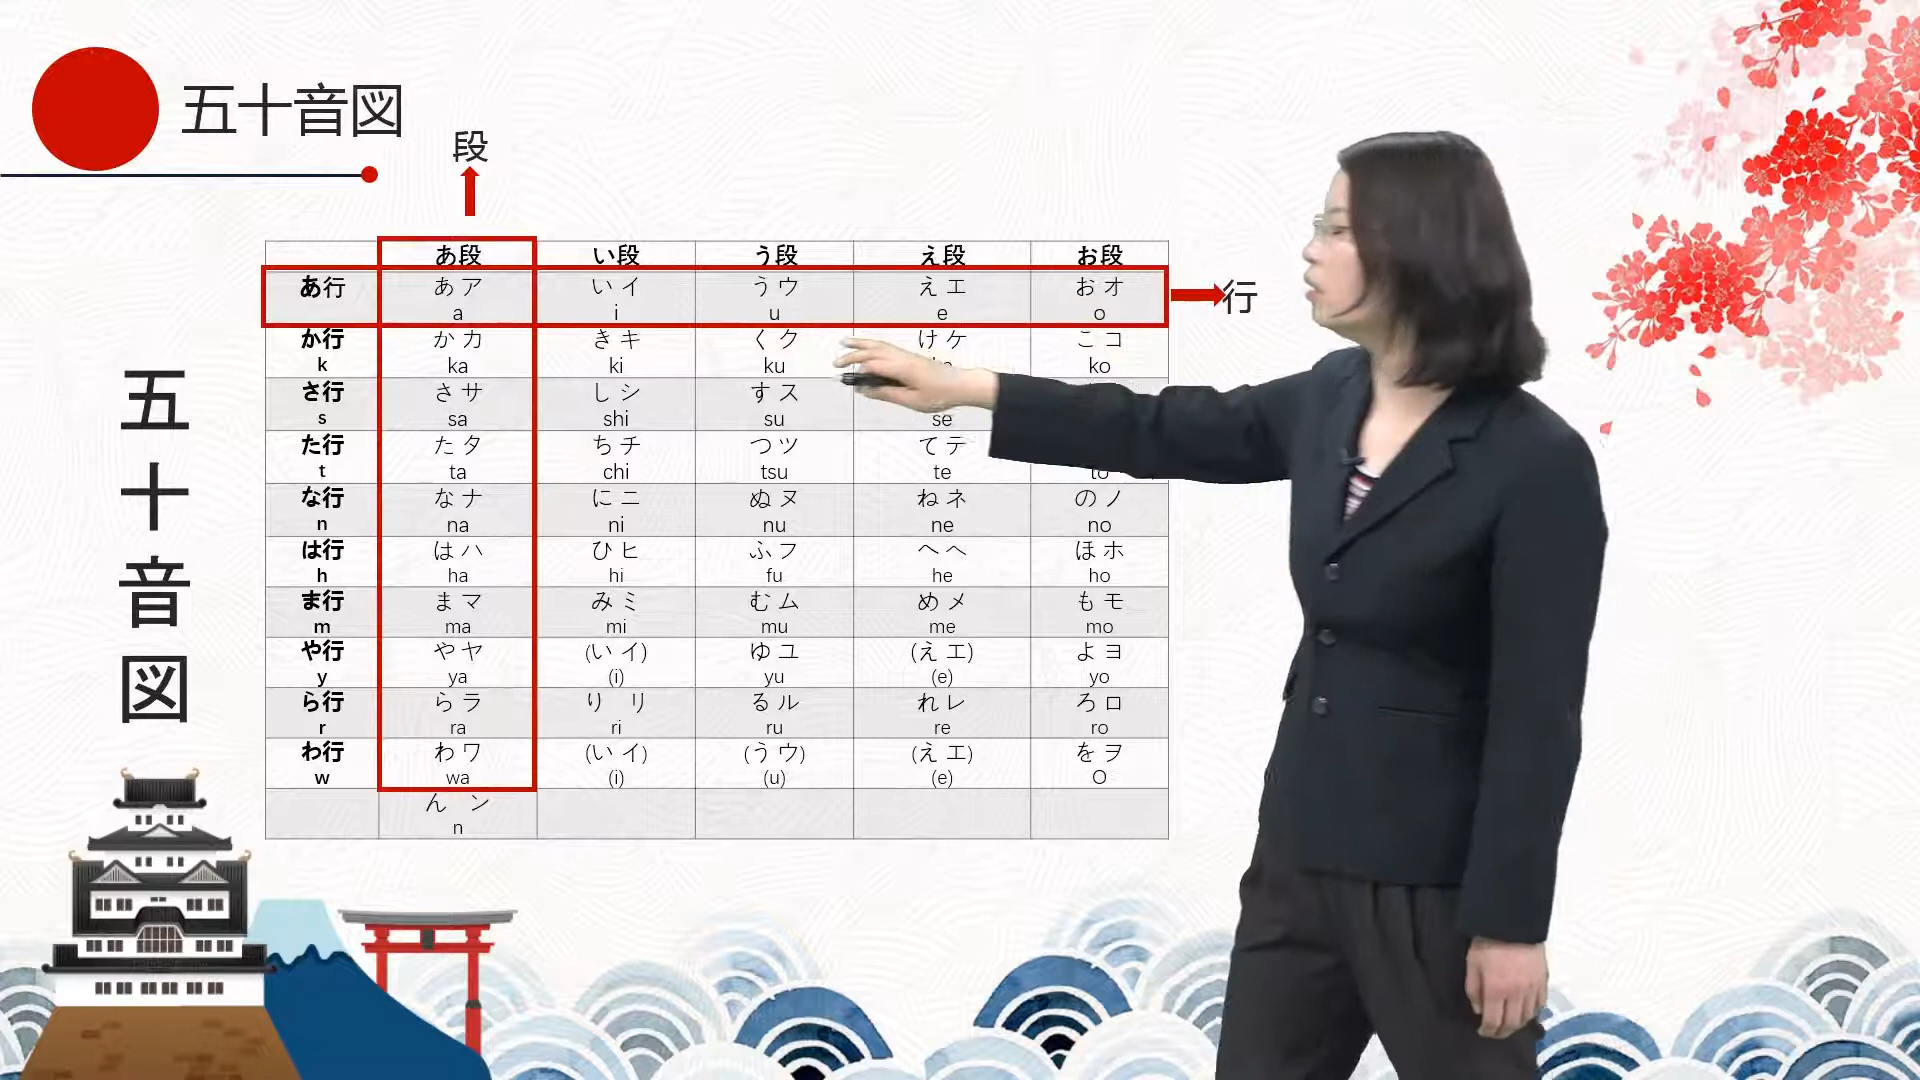 五十音図
段
あ段 い段 う段 え段 お段
あ行 あ ア い イ う ウ え エ お オ
a i u e o
行
か行 か カ き キ く ク け ケ こ コ
k ka ki ku ko
さ行 さ サ し シ す ス
s sa shi su se
た行 た タ ち チ つ ツ て テ
t ta chi tsu te to
な行 な ナ に ニ ぬ ヌ ね ネ の ノ
n na ni nu ne no
は行 は ハ ひ ヒ ふ フ へ ヘ ほ ホ
h ha hi fu he ho
ま行 ま マ み ミ む ム め メ も モ
m ma mi mu me mo
や行 や ヤ (い イ) ゆ ユ (え エ) よ ヨ
y ya (i) yu (e) yo
ら行 ら ラ り リ る ル れ レ ろ ロ
r ra ri ru re ro
わ行 わ ワ (い イ) (う ウ) (え エ) を ヲ
w wa (i) (u) (e) O
ん ン
n
五十音図